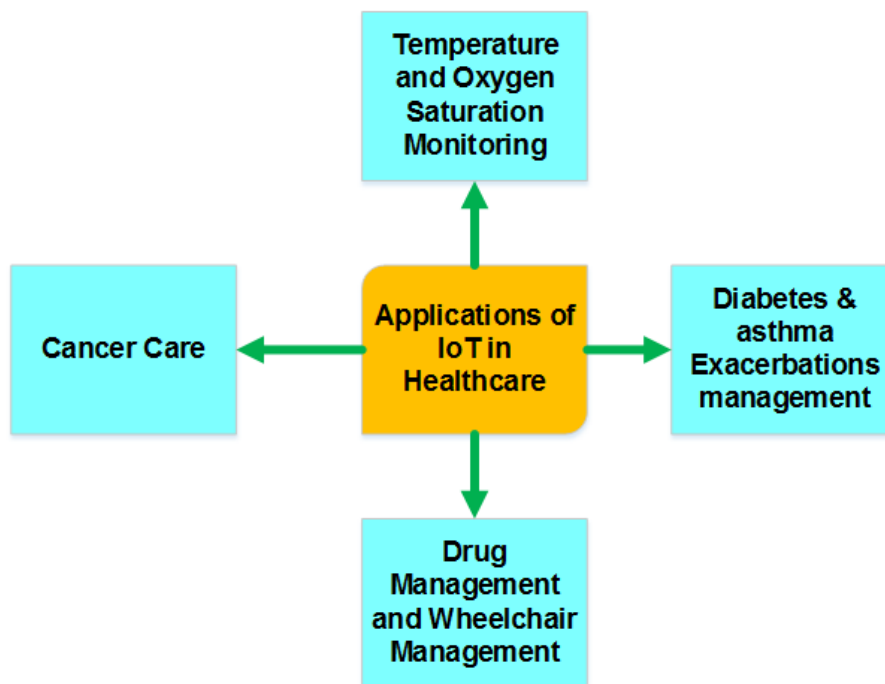 Temperature
and Oxygen
Saturation
Monitoring
Cancer Care
Applications of
IoT in
Healthcare
Diabetes &
asthma
Exacerbations
management
Drug
Management
and Wheelchair
Management